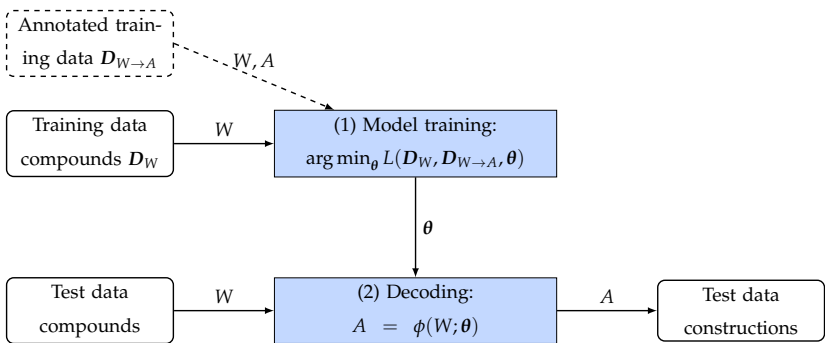 Annotated train-
ing data D_{W→A}
W, A
Training data
compounds D_W
W
(1) Model training:
arg min_θ L(D_W, D_{W→A}, θ)
θ
Test data
compounds
W
(2) Decoding:
A = ϕ(W; θ)
A
Test data
constructions